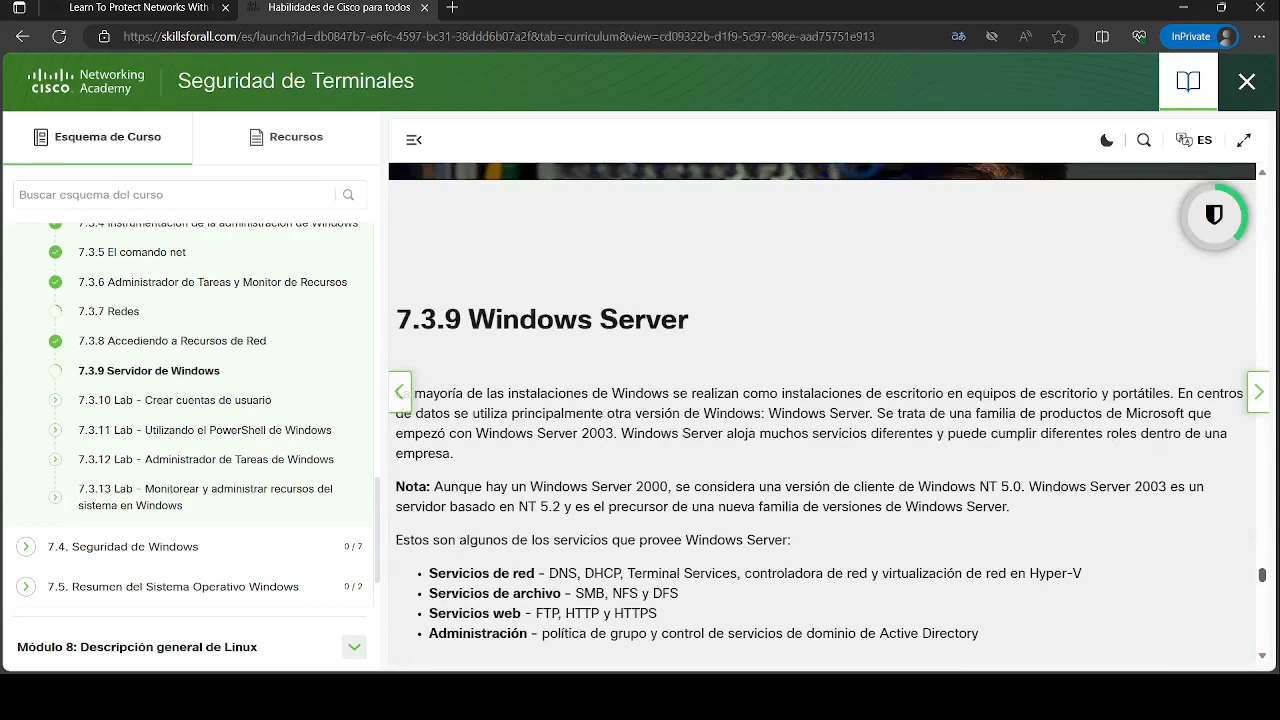 Learn To Protect Networks With
Habilidades de Cisco para todos
https://skillsforall.com/es/launch?id=db0847b7-e6fc-4597-bc31-38ddd6b07a2f&tab=curriculum&view=cd09322b-d1f9-5c97-98ce-aad75751e913
InPrivate
Networking
CISCO Academy
Seguridad de Terminales
Esquema de Curso
Recursos
ES
Buscar esquema del curso
7.3.4 Instrumentación de la administración de Windows
7.3.5 El comando net
7.3.6 Administrador de Tareas y Monitor de Recursos
7.3.7 Redes
7.3.8 Accediendo a Recursos de Red
7.3.9 Servidor de Windows
7.3.10 Lab - Crear cuentas de usuario
7.3.11 Lab - Utilizando el PowerShell de Windows
7.3.12 Lab - Administrador de Tareas de Windows
7.3.13 Lab - Monitorear y administrar recursos del
sistema en Windows
7.4. Seguridad de Windows 0 / 7
7.5. Resumen del Sistema Operativo Windows 0 / 2
Módulo 8: Descripción general de Linux
7.3.9 Windows Server
mayoría de las instalaciones de Windows se realizan como instalaciones de escritorio en equipos de escritorio y portátiles. En centros
de datos se utiliza principalmente otra versión de Windows: Windows Server. Se trata de una familia de productos de Microsoft que
empezó con Windows Server 2003. Windows Server aloja muchos servicios diferentes y puede cumplir diferentes roles dentro de una
empresa.
Nota: Aunque hay un Windows Server 2000, se considera una versión de cliente de Windows NT 5.0. Windows Server 2003 es un
servidor basado en NT 5.2 y es el precursor de una nueva familia de versiones de Windows Server.
Estos son algunos de los servicios que provee Windows Server:
• Servicios de red - DNS, DHCP, Terminal Services, controladora de red y virtualización de red en Hyper-V
• Servicios de archivo - SMB, NFS y DFS
• Servicios web - FTP, HTTP y HTTPS
• Administración - política de grupo y control de servicios de dominio de Active Directory